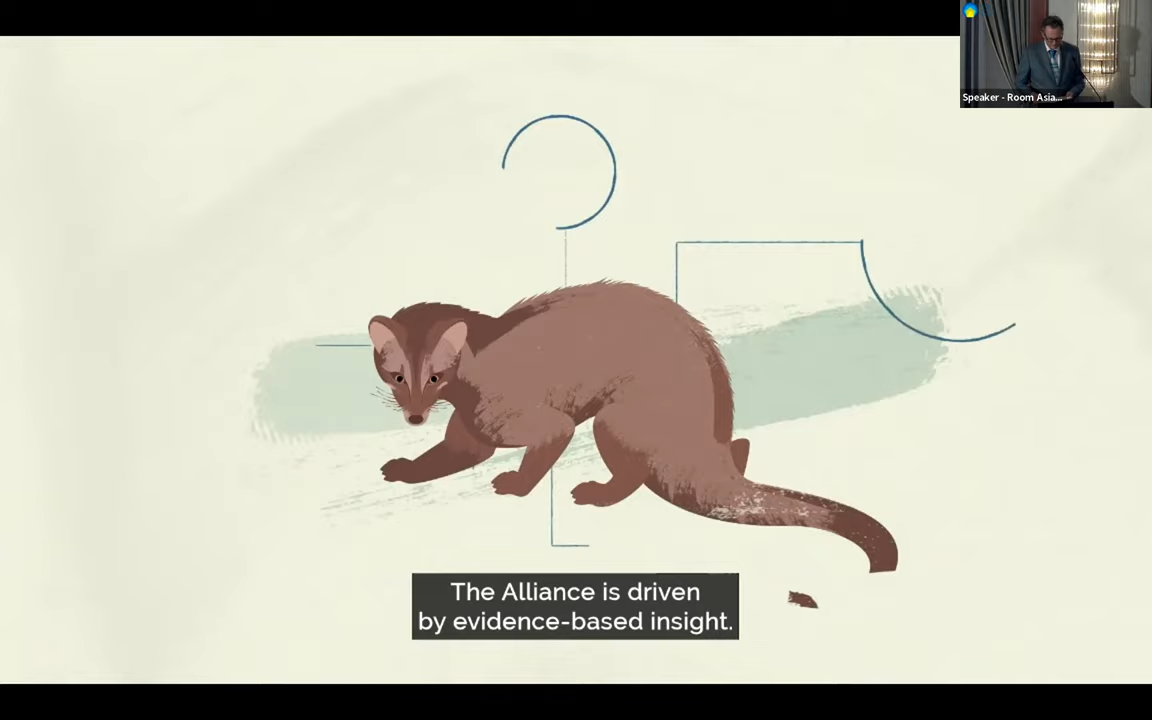 Speaker - Room Asia...
The Alliance is driven
by evidence-based insight.